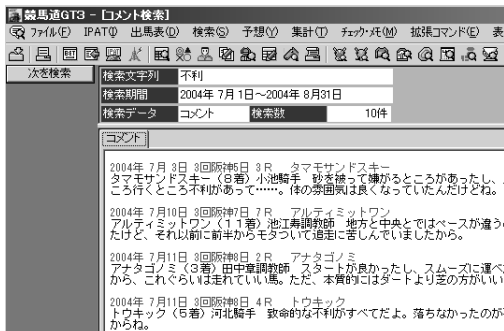 競馬道GT3 - [コメント検索]
ファイル(F) IPAT(I) 出馬表(D) 検索(S) 予想(Y) 集計(T) チェック・メモ(M) 拡張コマンド(E) 表
次を検索
検索文字列 不利
検索期間 2004年 7月 1日～2004年 8月31日
検索データ コメント 検索数 10件
コメント
2004年 7月 3日 3回阪神5日 3R タマモサンドスキー
タマモサンドスキー(8着)小池騎手 砂を被って嫌がるところがあったし、
ころ行くところ不利があって……。体の雰囲気は良くなっていたんだけどね。
2004年 7月10日 3回阪神7日 7R アルティミットワン
アルティミットワン(11着)池江寿調教師 地方と中央とではペースが違う
たけど、それ以前に前半からモタついて追走に苦しんでいましたから。
2004年 7月11日 3回阪神8日 2R アナタゴノミ
アナタゴノミ(3着)田中章調教師 スタートが良かったし、スムーズに運べ
から、これぐらいは走れていい馬。ただ、本質的にはダートより芝の方がいい
2004年 7月11日 3回阪神8日 4R トウキック
トウキック(5着)河北騎手 致命的な不利がすべてだよ。落ちなかったのが
からね。